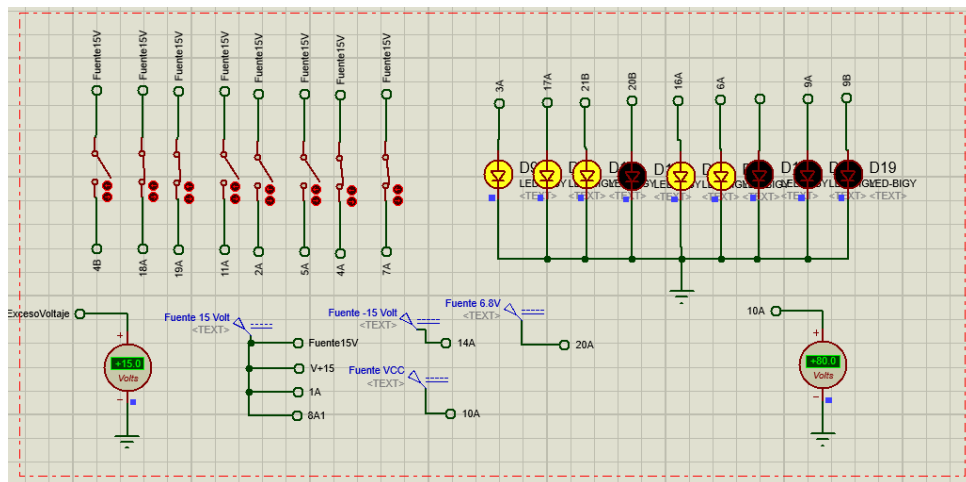 Fuente15V
Fuente15V
Fuente15V
Fuente15V
Fuente15V
Fuente15V
Fuente15V
Fuente15V
3A
17A
21B
20B
16A
6A
9A
9B
D19
LED-BIGY
<TEXT>
4B
18A
19A
11A
2A
5A
4A
7A
ExcesoVoltaje
+
+15.0
Volts
Fuente 15 Volt
<TEXT>
Fuente15V
V+15
1A
8A1
Fuente -15 Volt
<TEXT>
14A
Fuente VCC
<TEXT>
10A
Fuente 6.8V
<TEXT>
20A
10A
+
+80.0
Volts